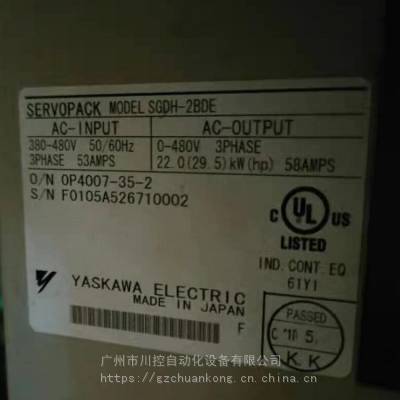 SERVOPACK MODEL SGDH-2BDE
AC-INPUT AC-OUTPUT
380-480V 50/60Hz 0-480V 3PHASE
3PHASE 53AMPS 22.0(29.5)kW(hp) 58AMPS
O/N 0P4007-35-2
S/N F0105A526710002
C UL US
LISTED
IND.CONT.EQ.
61Y1
YASKAWA ELECTRIC
MADE IN JAPAN
F
PASSED
K.K
广州市川控自动化设备有限公司
https://gzchuankong.cn.china.cn